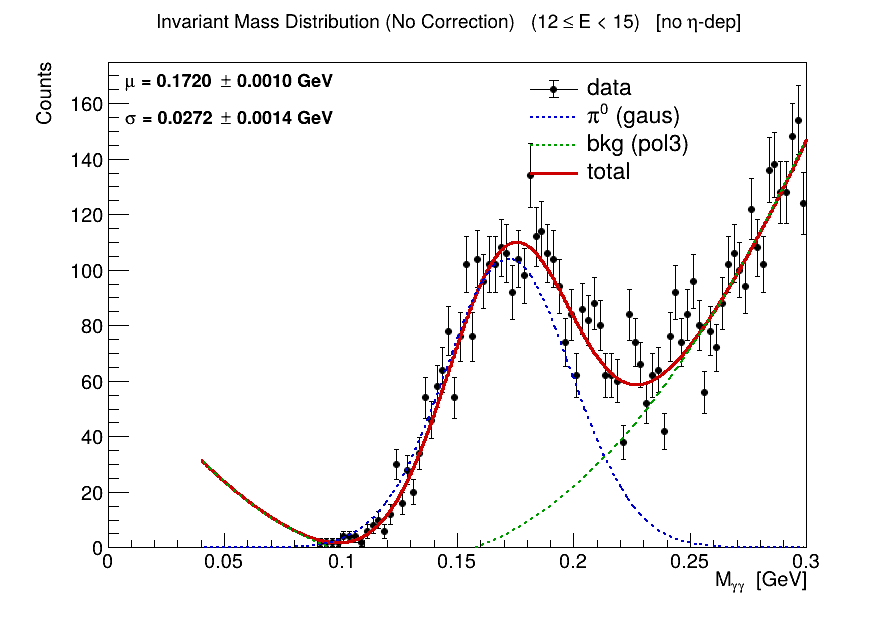 Invariant Mass Distribution (No Correction) (12 ≤ E < 15) [no η-dep]
Counts
μ = 0.1720 ± 0.0010 GeV
σ = 0.0272 ± 0.0014 GeV
data
π⁰ (gaus)
bkg (pol3)
total
160
140
120
100
80
60
40
20
0
0 0.05 0.1 0.15 0.2 0.25 0.3
M_γγ [GeV]